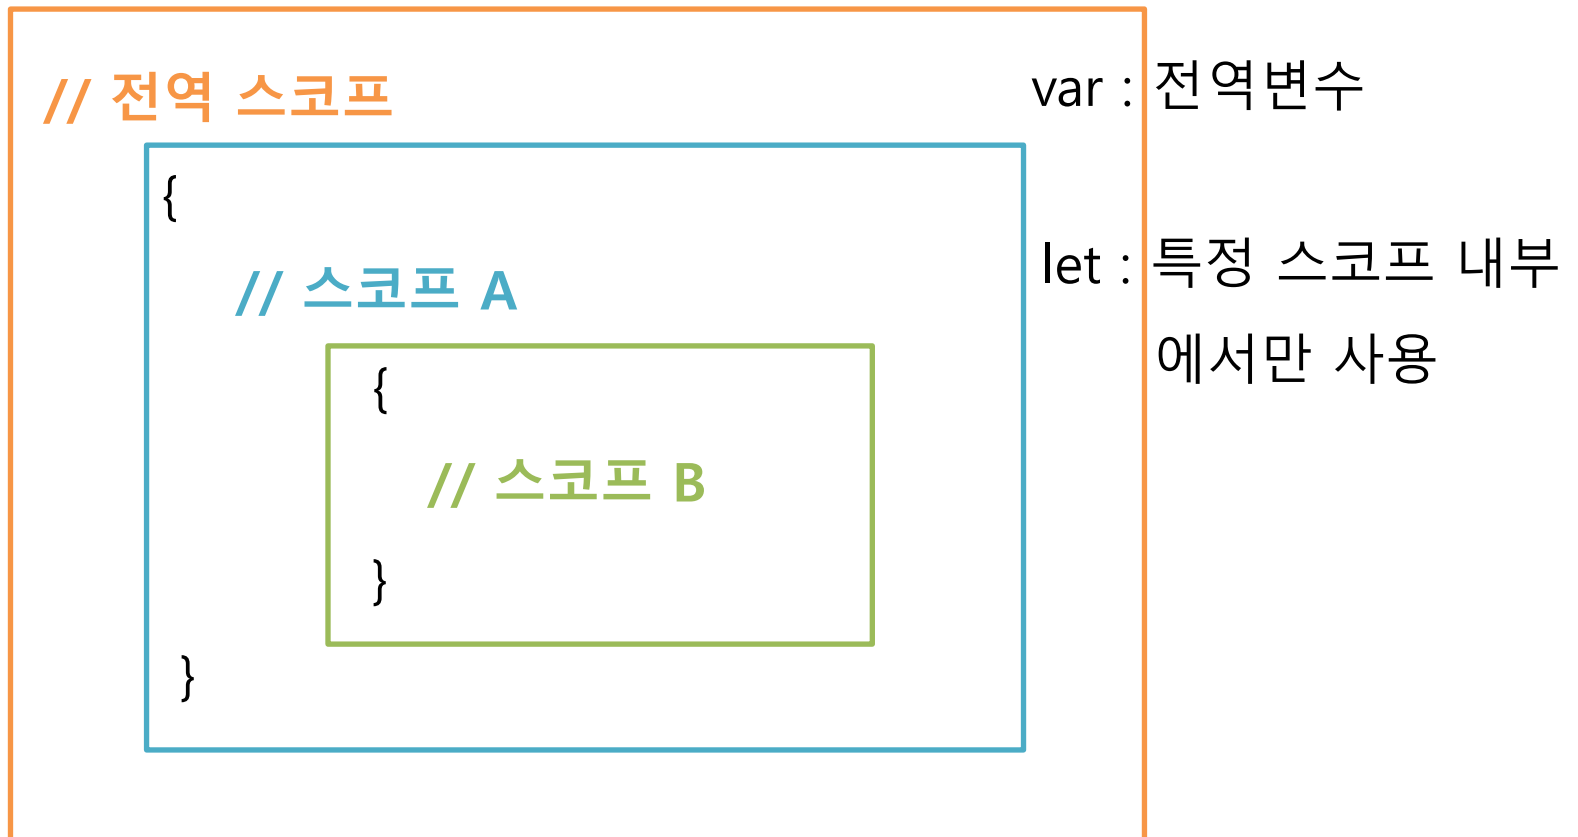 // 전역 스코프
var : 전역변수
{
// 스코프 A
let : 특정 스코프 내부
에서만 사용
{
// 스코프 B
}
}